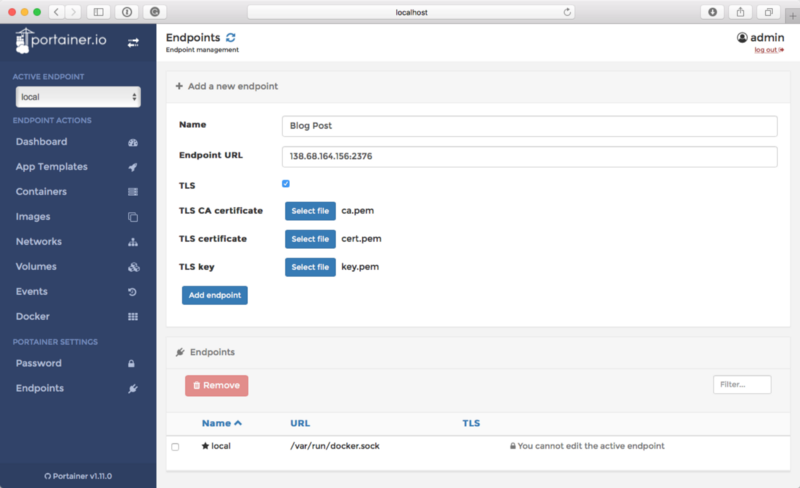 localhost
portainer.io
ACTIVE ENDPOINT
local
ENDPOINT ACTIONS
Dashboard
App Templates
Containers
Images
Networks
Volumes
Events
Docker
PORTAINER SETTINGS
Password
Endpoints
Portainer v1.11.0
Endpoints
Endpoint management
admin
log out
Add a new endpoint
Name
Blog Post
Endpoint URL
138.68.164.156:2376
TLS
TLS CA certificate Select file ca.pem
TLS certificate Select file cert.pem
TLS key Select file key.pem
Add endpoint
Endpoints
Remove
Filter...
Name URL TLS
local /var/run/docker.sock You cannot edit the active endpoint